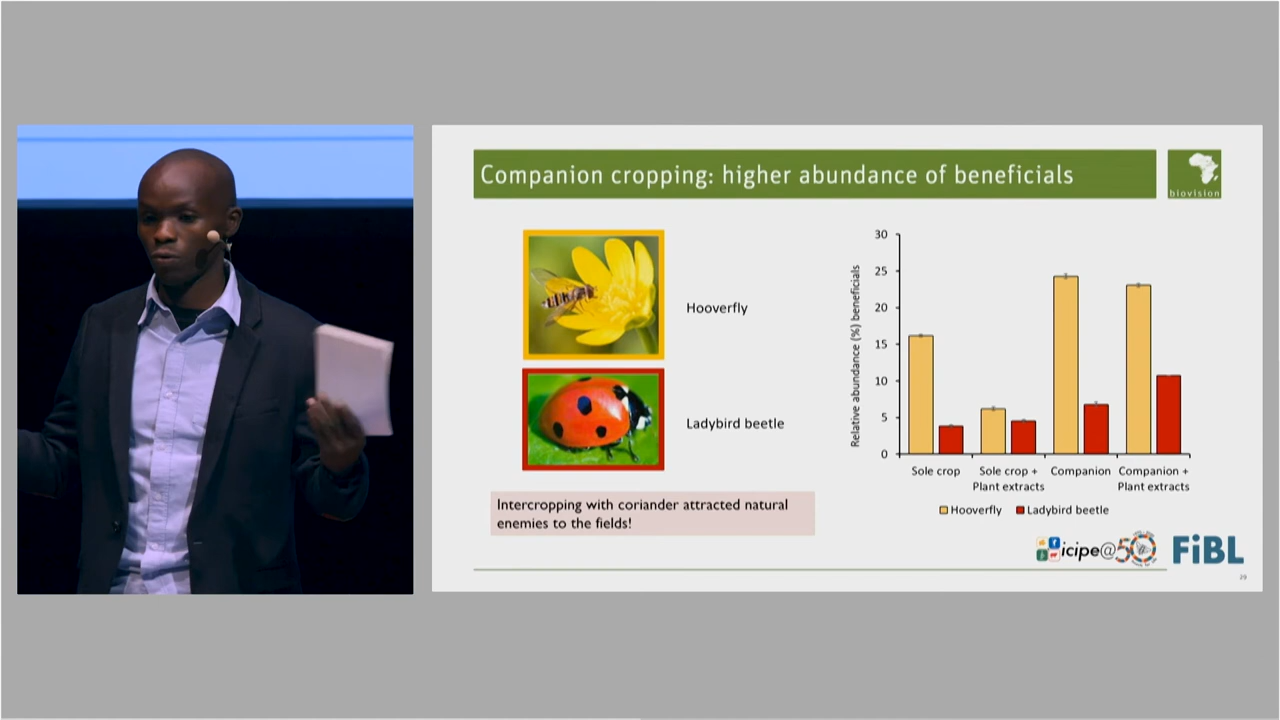 Companion cropping: higher abundance of beneficials
biovision
Hooverfly
Ladybird beetle
Intercropping with coriander attracted natural
enemies to the fields!
Relative abundance (%) beneficials
30
25
20
15
10
5
0
Sole crop
Sole crop +
Plant extracts
Companion
Companion +
Plant extracts
Hooverfly
Ladybird beetle
icipe@50
FiBL
29